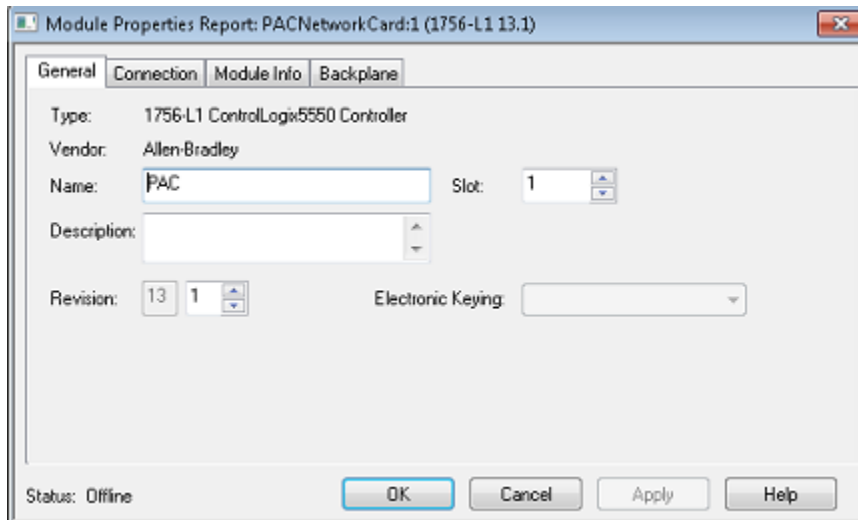 Module Properties Report: PACNetworkCard:1 (1756-L1 13.1)
General Connection Module Info Backplane
Type: 1756-L1 ControlLogix5550 Controller
Vendor: Allen-Bradley
Name: PAC Slot: 1
Description:
Revision: 13 1 Electronic Keying:
Status: Offline OK Cancel Apply Help